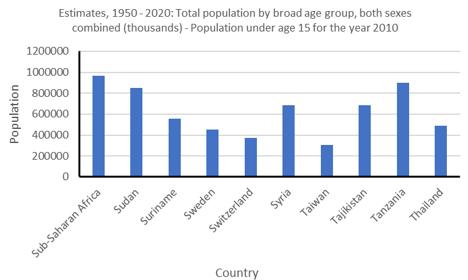 Estimates, 1950 - 2020: Total population by broad age group, both sexes
combined (thousands) - Population under age 15 for the year 2010
1200000
1000000
800000
600000
400000
200000
0
Population
Sub-Saharan Africa
Sudan
Suriname
Sweden
Switzerland
Syria
Taiwan
Tajikistan
Tanzania
Thailand
Country